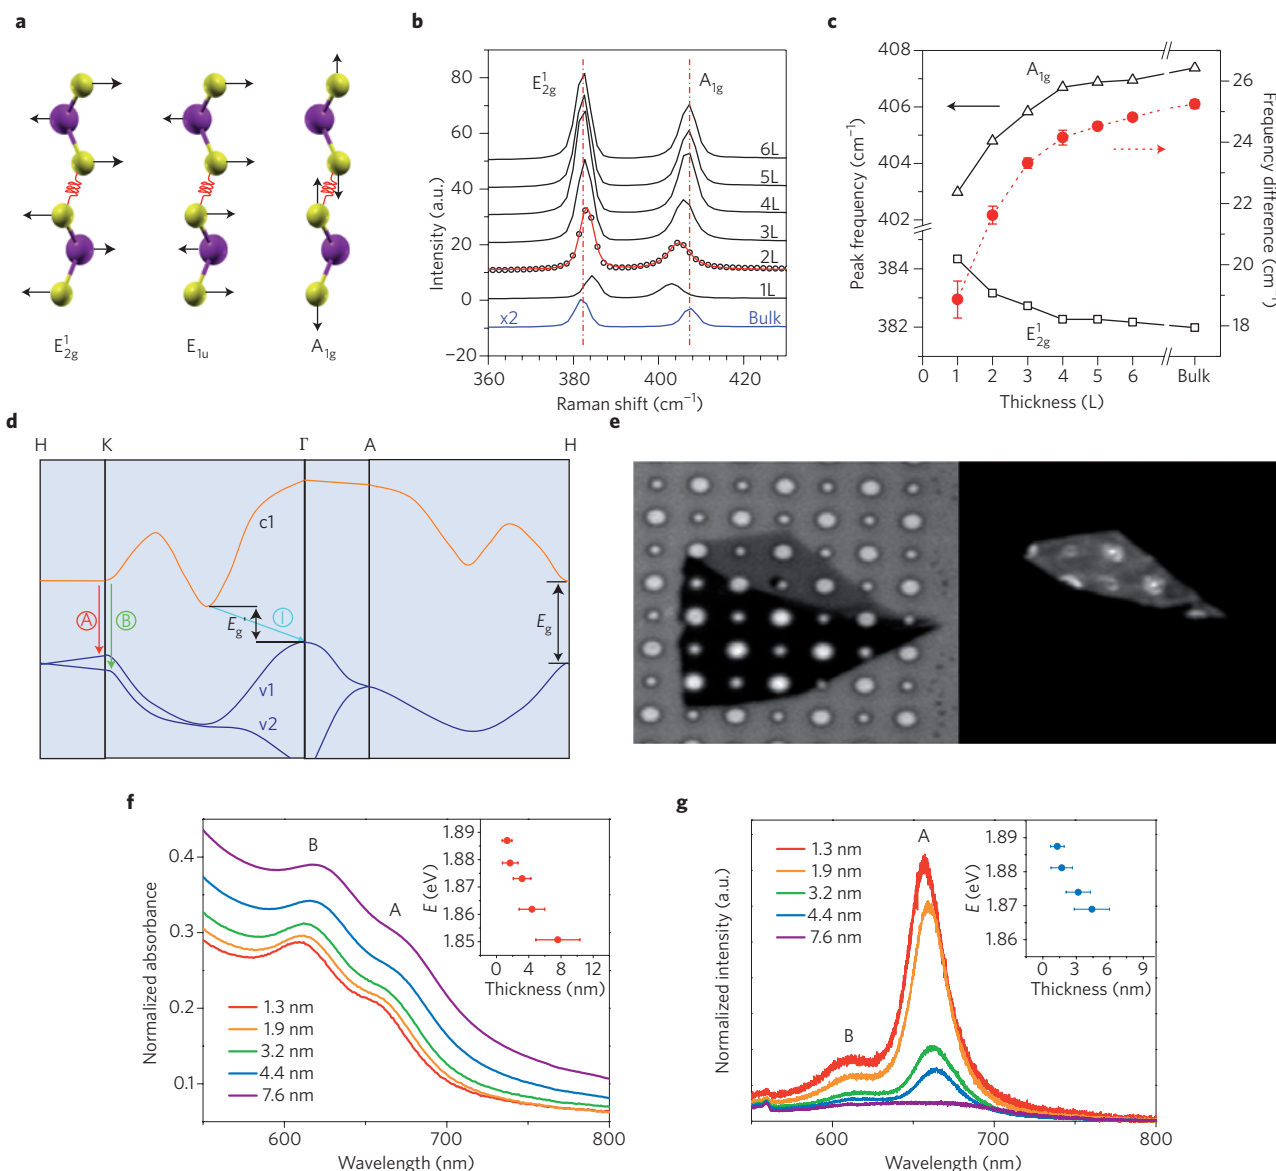 a
E¹₂g
E₁u
A₁g
b
E¹₂g
A₁g
80
60
40
20
0
−20
6L
5L
4L
3L
2L
1L
x2
Bulk
360
380
400
420
Intensity (a.u.)
Raman shift (cm⁻¹)
c
408
406
404
402
384
382
A₁g
E¹₂g
26
24
22
20
18
0
1
2
3
4
5
6
Bulk
Peak frequency (cm⁻¹)
Frequency difference (cm⁻¹)
Thickness (L)
d
H
K
Γ
A
H
c1
A
B
E′g
I
Eg
v1
v2
e
f
0.4
0.3
0.2
0.1
B
A
1.3 nm
1.9 nm
3.2 nm
4.4 nm
7.6 nm
600
700
800
Normalized absorbance
Wavelength (nm)
1.89
1.88
1.87
1.86
1.85
E (eV)
0
4
8
12
Thickness (nm)
g
1.3 nm
1.9 nm
3.2 nm
4.4 nm
7.6 nm
A
B
600
700
800
Normalized intensity (a.u.)
Wavelength (nm)
1.89
1.88
1.87
1.86
E (eV)
0
3
6
9
Thickness (nm)